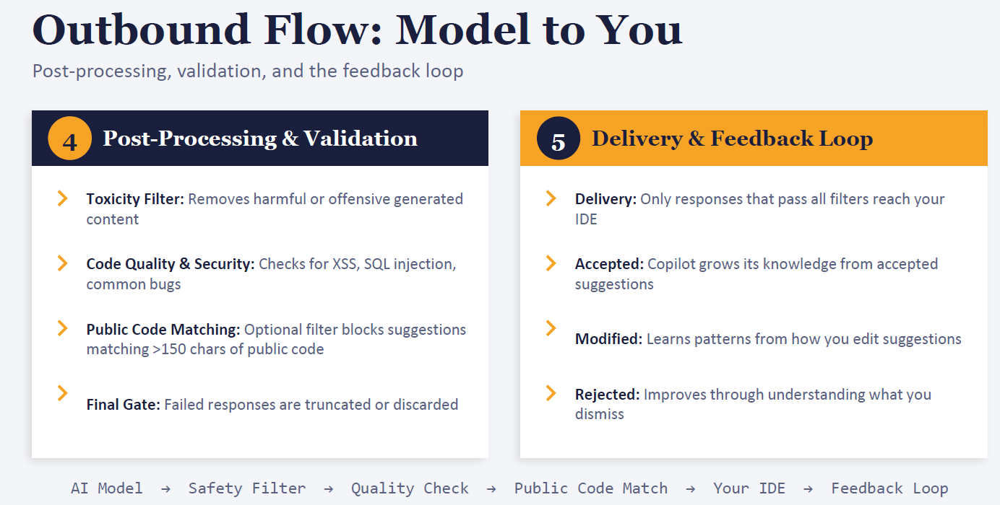 Outbound Flow: Model to You
Post-processing, validation, and the feedback loop
4 Post-Processing & Validation
Toxicity Filter: Removes harmful or offensive generated
content
Code Quality & Security: Checks for XSS, SQL injection,
common bugs
Public Code Matching: Optional filter blocks suggestions
matching >150 chars of public code
Final Gate: Failed responses are truncated or discarded
5 Delivery & Feedback Loop
Delivery: Only responses that pass all filters reach your
IDE
Accepted: Copilot grows its knowledge from accepted
suggestions
Modified: Learns patterns from how you edit suggestions
Rejected: Improves through understanding what you
dismiss
AI Model → Safety Filter → Quality Check → Public Code Match → Your IDE → Feedback Loop